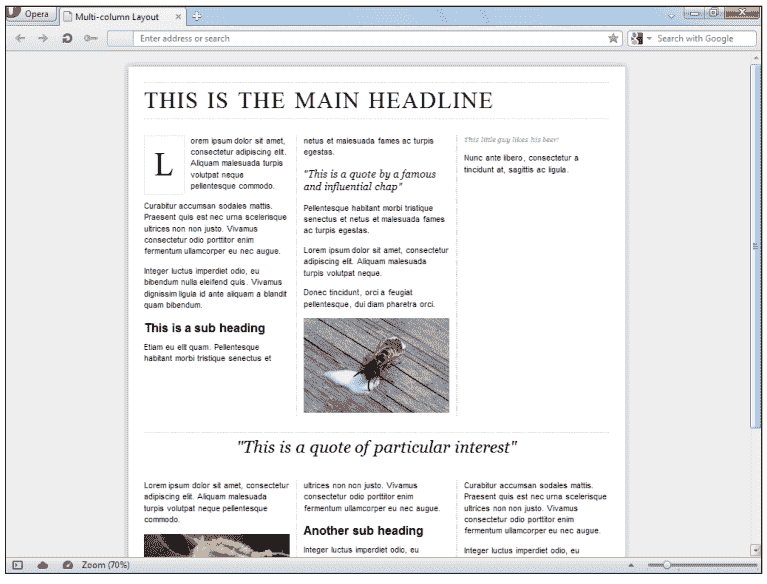 Opera
Multi-column Layout
Enter address or search
Search with Google
THIS IS THE MAIN HEADLINE
L
orem ipsum dolor sit amet,
consectetur adipiscing elit.
Aliquam malesuada turpis
volutpat neque
pellentesque commodo.
Curabitur accumsan sodales mattis.
Praesent quis est nec urna scelerisque
ultrices non non justo. Vivamus
consectetur odio porttitor enim
fermentum ullamcorper eu nec augue.
Integer luctus imperdiet odio, eu
bibendum nulla eleifend quis. Vivamus
dignissim ligula id ante aliquam a blandit
quam bibendum.
This is a sub heading
Etiam eu elit quam. Pellentesque
habitant morbi tristique senectus et
netus et malesuada fames ac turpis
egestas.
"This is a quote by a famous
and influential chap"
Pellentesque habitant morbi tristique
senectus et netus et malesuada fames
ac turpis egestas.
Lorem ipsum dolor sit amet, consectetur
adipiscing elit. Aliquam malesuada
turpis volutpat neque.
Donec tincidunt, orci a feugiat
pellentesque, dui diam pharetra orci.
This little guy likes his beer!
Nunc ante libero, consectetur a
tincidunt at, sagittis ac ligula.
"This is a quote of particular interest"
Lorem ipsum dolor sit amet, consectetur
adipiscing elit. Aliquam malesuada
turpis volutpat neque pellentesque
commodo.
ultrices non non justo. Vivamus
consectetur odio porttitor enim
fermentum ullamcorper eu nec augue.
Another sub heading
Integer luctus imperdiet odio, eu
Curabitur accumsan sodales mattis.
Praesent quis est nec urna scelerisque
ultrices non non justo. Vivamus
consectetur odio porttitor enim
fermentum ullamcorper eu nec augue.
Integer luctus imperdiet odio, eu
Zoom (70%)